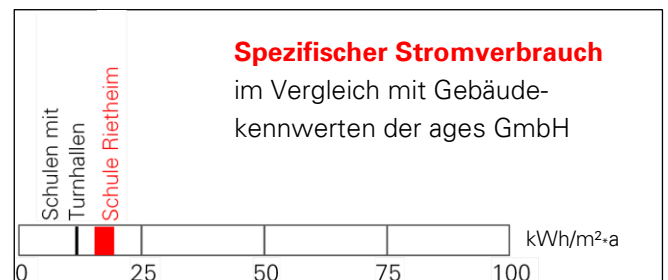 Spezifischer Stromverbrauch
im Vergleich mit Gebäude-
kennwerten der ages GmbH
Schulen mit
Turnhallen
Schule Rietheim
kWh/m²*a
0 25 50 75 100